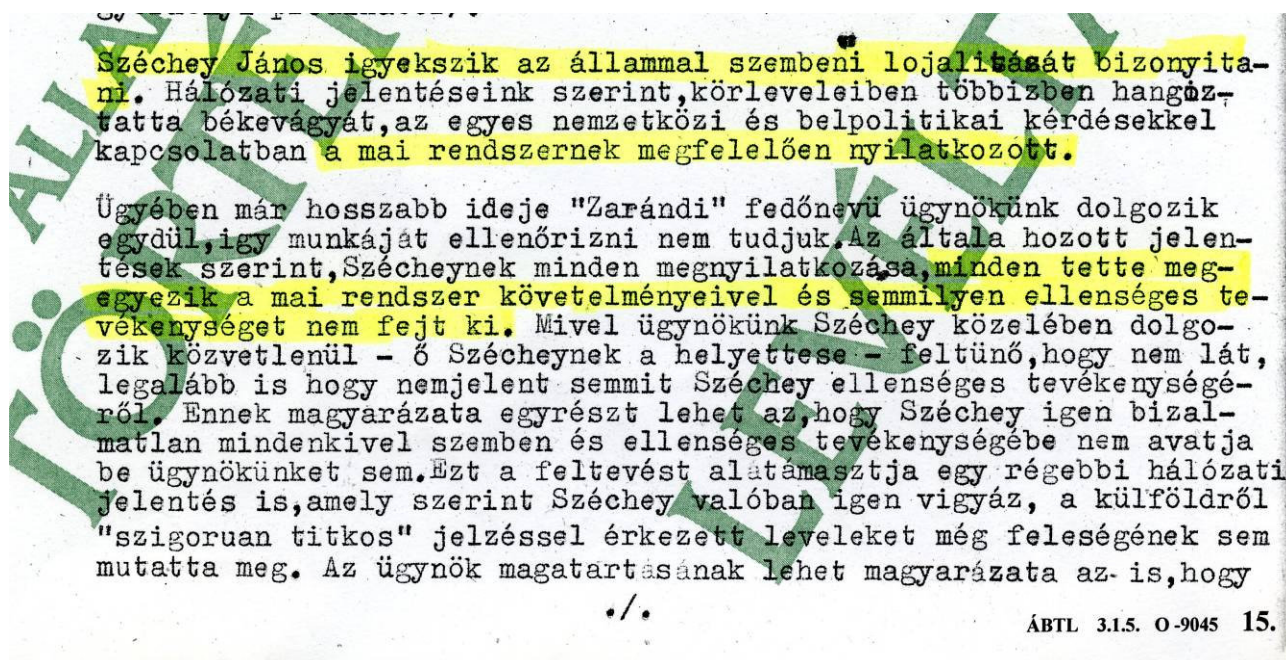 Széchey János igyekszik az állammal szembeni lojalitását bizonyita-
ni. Hálózati jelentéseink szerint,körleveleiben többizben hangoz-
tatta békevágyát,az egyes nemzetközi és belpolitikai kérdésekkel
kapcsolatban a mai rendszernek megfelelően nyilatkozott.
Ügyében már hosszabb ideje "Zarándi" fedőnevü ügynökünk dolgozik
egydül,igy munkáját ellenőrizni nem tudjuk.Az általa hozott jelen-
tések szerint,Szécheynek minden megnyilatkozása,minden tette meg-
egyezik a mai rendszer követelményeivel és semmilyen ellenséges te-
vékenységet nem fejt ki. Mivel ügynökünk Széchey közelében dolgo-
zik közvetlenül - ő Szécheynek a helyettese - feltünő,hogy nem lát,
legalább is hogy nemjelent semmit Széchey ellenséges tevékenységé-
ről. Ennek magyarázata egyrészt lehet az,hogy Széchey igen bizal-
matlan mindenkivel szemben és ellenséges tevékenységébe nem avatja
be ügynökünket sem.Ezt a feltevést alátámasztja egy régebbi hálózati
jelentés is,amely szerint Széchey valóban igen vigyáz, a külföldről
"szigoruan titkos" jelzéssel érkezett leveleket még feleségének sem
mutatta meg. Az ügynök magatartásának lehet magyarázata az is,hogy
./.
ÁBTL 3.1.5. O-9045 15.